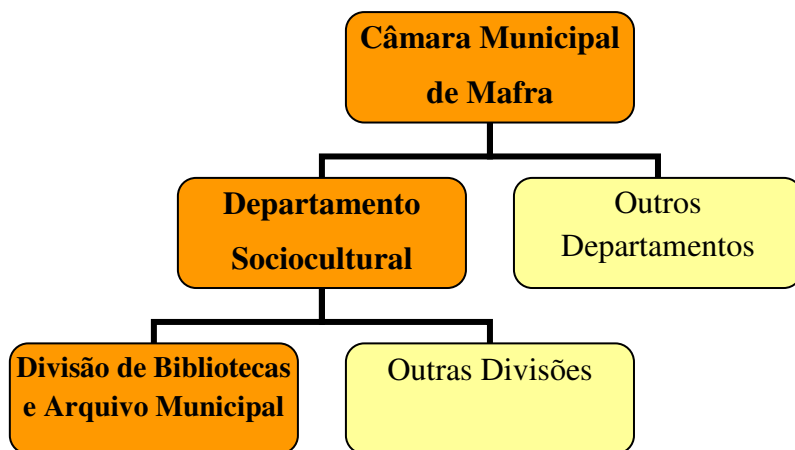 Câmara Municipal
de Mafra
Departamento
Sociocultural
Outros
Departamentos
Divisão de Bibliotecas
e Arquivo Municipal
Outras Divisões